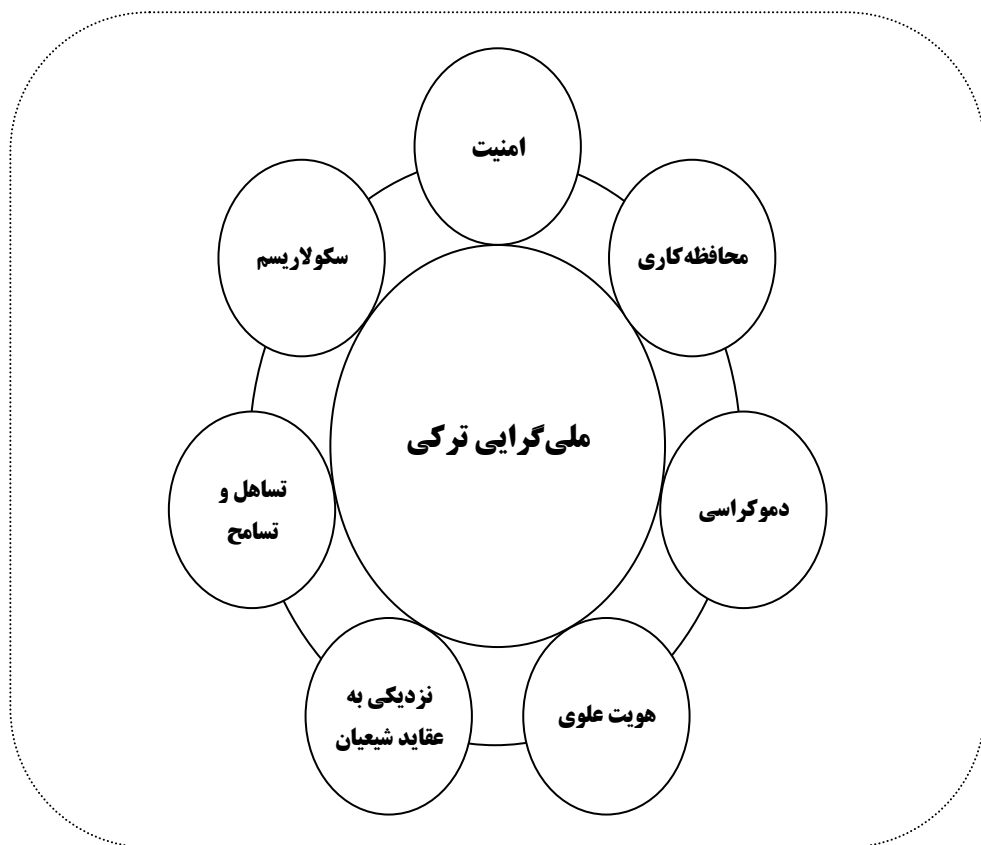 امنیت
محافظه‌کاری
سکولاریسم
ملی‌گرایی ترکی
دموکراسی
تساهل و
تسامح
هویت علوی
نزدیکی به
عقاید شیعیان